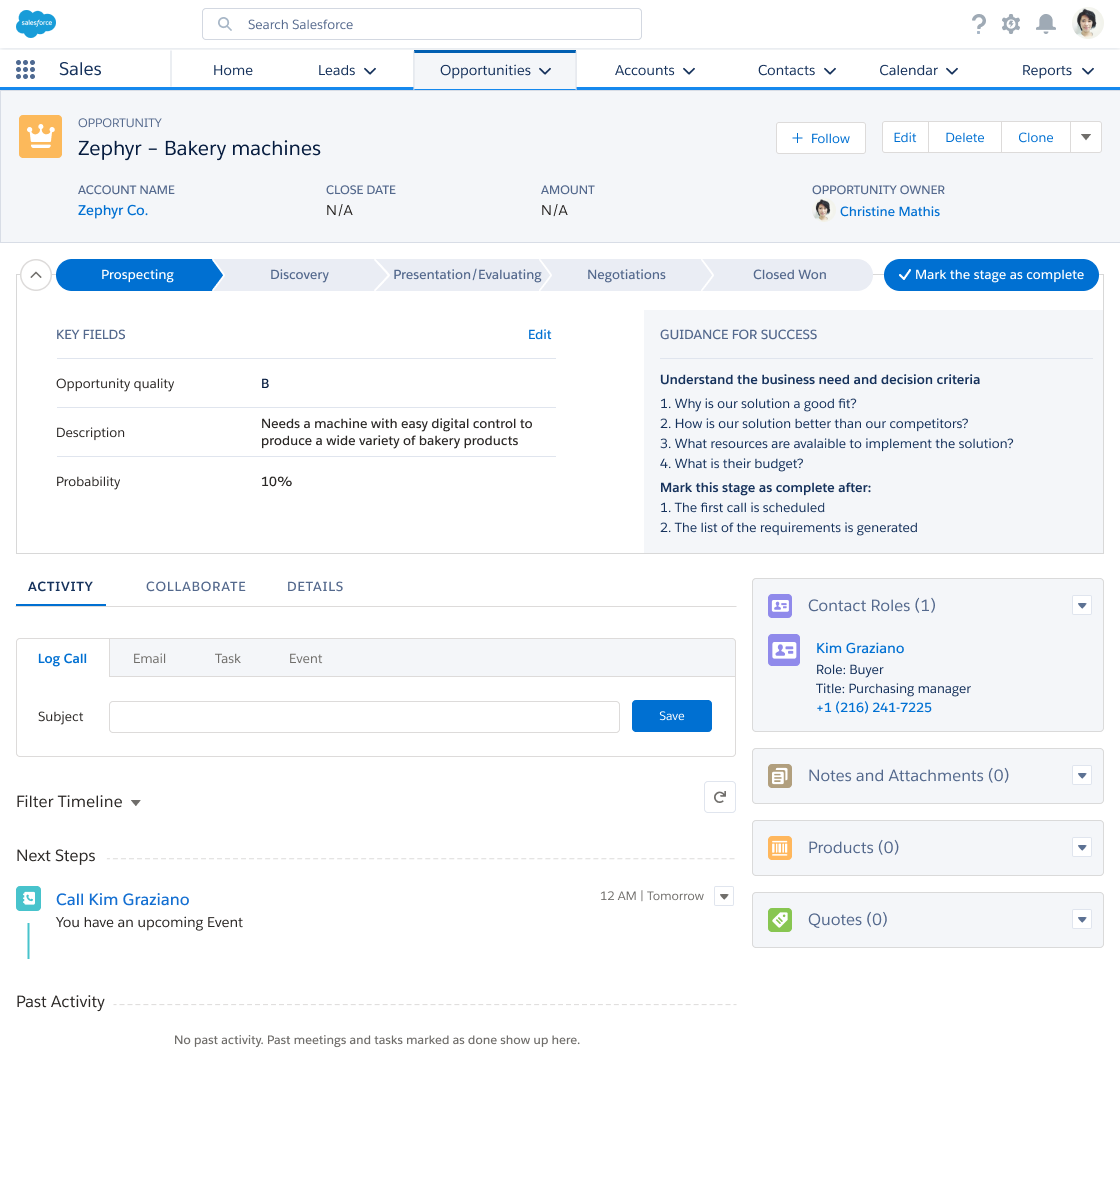 salesforce
Search Salesforce
?
Sales
Home
Leads
Opportunities
Accounts
Contacts
Calendar
Reports
OPPORTUNITY
Zephyr – Bakery machines
+ Follow
Edit
Delete
Clone
ACCOUNT NAME
Zephyr Co.
CLOSE DATE
N/A
AMOUNT
N/A
OPPORTUNITY OWNER
Christine Mathis
Prospecting
Discovery
Presentation/Evaluating
Negotiations
Closed Won
Mark the stage as complete
KEY FIELDS
Edit
Opportunity quality
B
Description
Needs a machine with easy digital control to
produce a wide variety of bakery products
Probability
10%
GUIDANCE FOR SUCCESS
Understand the business need and decision criteria
1. Why is our solution a good fit?
2. How is our solution better than our competitors?
3. What resources are avalaible to implement the solution?
4. What is their budget?
Mark this stage as complete after:
1. The first call is scheduled
2. The list of the requirements is generated
ACTIVITY
COLLABORATE
DETAILS
Log Call
Email
Task
Event
Subject
Save
Filter Timeline
Next Steps
Call Kim Graziano
12 AM | Tomorrow
You have an upcoming Event
Past Activity
No past activity. Past meetings and tasks marked as done show up here.
Contact Roles (1)
Kim Graziano
Role: Buyer
Title: Purchasing manager
+1 (216) 241-7225
Notes and Attachments (0)
Products (0)
Quotes (0)